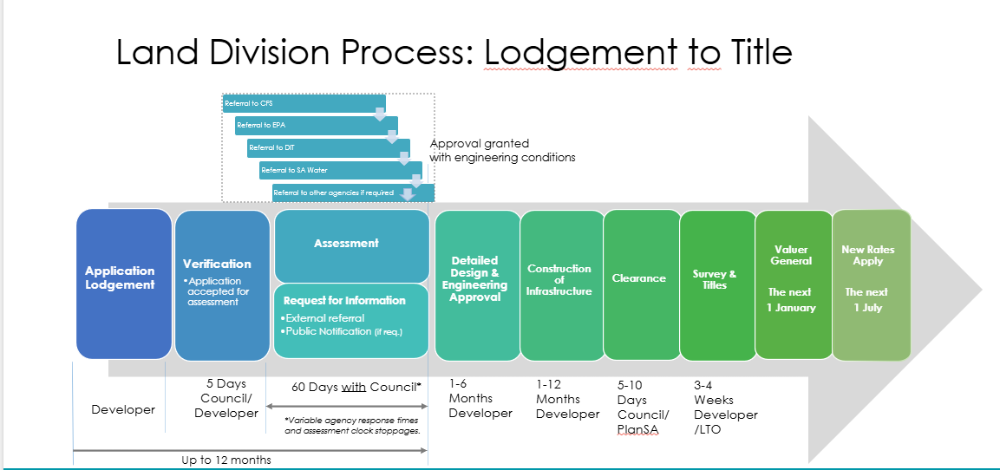 Land Division Process: Lodgement to Title
Referral to CFS
Referral to EPA
Referral to DIT
Referral to SA Water
Referral to other agencies if required
Approval granted
with engineering conditions
Application
Lodgement
Verification
•Application
accepted for
assessment
Assessment
Request for Information
•External referral
•Public Notification (if req.)
Detailed
Design &
Engineering
Approval
Construction
of
Infrastructure
Clearance
Survey &
Titles
Valuer
General
The next
1 January
New Rates
Apply
The next
1 July
Developer
5 Days
Council/
Developer
60 Days with Council*
*Variable agency response times
and assessment clock stoppages.
Up to 12 months
1-6
Months
Developer
1-12
Months
Developer
5-10
Days
Council/
PlanSA
3-4
Weeks
Developer
/LTO